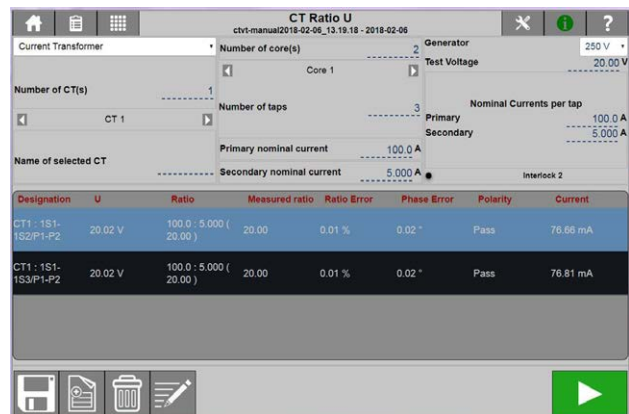 CT Ratio U
ctvt-manual2018-02-06_13.19.18 - 2018-02-06
?
Current Transformer
Number of CT(s) 1
CT 1
Name of selected CT
Number of core(s) 2
Core 1
Number of taps 3
Primary nominal current 100.0 A
Secondary nominal current 5.000 A
Generator 250 V
Test Voltage 20.00 V
Nominal Currents per tap
Primary 100.0 A
Secondary 5.000 A
Interlock 2
Designation U Ratio Measured ratio Ratio Error Phase Error Polarity Current
CT1 : 1S1-
1S2/P1-P2
20.02 V
100.0 : 5.000 (
20.00 )
20.00 0.01 % 0.02 ° Pass 76.66 mA
CT1 : 1S1-
1S3/P1-P2
20.02 V
100.0 : 5.000 (
20.00 )
20.00 0.01 % 0.02 ° Pass 76.81 mA